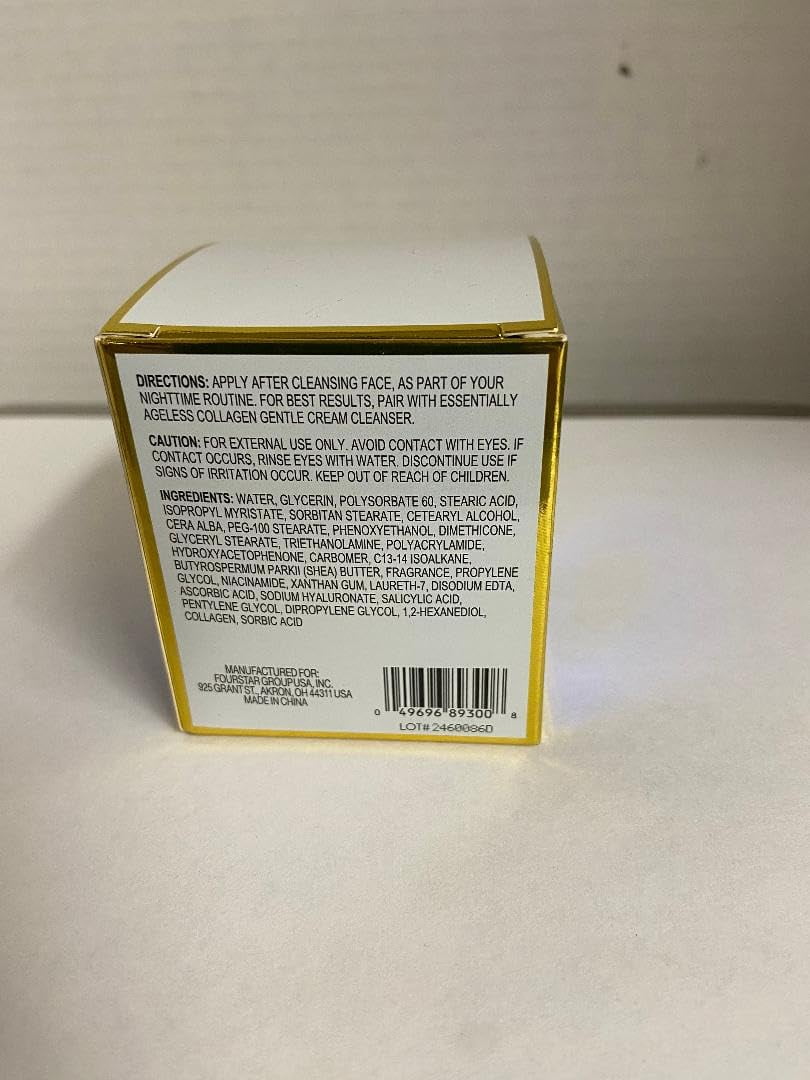 DIRECTIONS: APPLY AFTER CLEANSING FACE, AS PART OF YOUR
NIGHTTIME ROUTINE. FOR BEST RESULTS, PAIR WITH ESSENTIALLY
AGELESS COLLAGEN GENTLE CREAM CLEANSER.
CAUTION: FOR EXTERNAL USE ONLY. AVOID CONTACT WITH EYES. IF
CONTACT OCCURS, RINSE EYES WITH WATER. DISCONTINUE USE IF
SIGNS OF IRRITATION OCCUR. KEEP OUT OF REACH OF CHILDREN.
INGREDIENTS: WATER, GLYCERIN, POLYSORBATE 60, STEARIC ACID,
ISOPROPYL MYRISTATE, SORBITAN STEARATE, CETEARYL ALCOHOL,
CERA ALBA, PEG-100 STEARATE, PHENOXYETHANOL, DIMETHICONE,
GLYCERYL STEARATE, TRIETHANOLAMINE, POLYACRYLAMIDE,
HYDROXYACETOPHENONE, CARBOMER, C13-14 ISOALKANE,
BUTYROSPERMUM PARKII (SHEA) BUTTER, FRAGRANCE, PROPYLENE
GLYCOL, NIACINAMIDE, XANTHAN GUM, LAURETH-7, DISODIUM EDTA,
ASCORBIC ACID, SODIUM HYALURONATE, SALICYLIC ACID,
PENTYLENE GLYCOL, DIPROPYLENE GLYCOL, 1,2-HEXANEDIOL,
COLLAGEN, SORBIC ACID
MANUFACTURED FOR:
FOURSTAR GROUP USA, INC.
925 GRANT ST., AKRON, OH 44311 USA
MADE IN CHINA
0 49696 89300 8
LOT# 2460086D